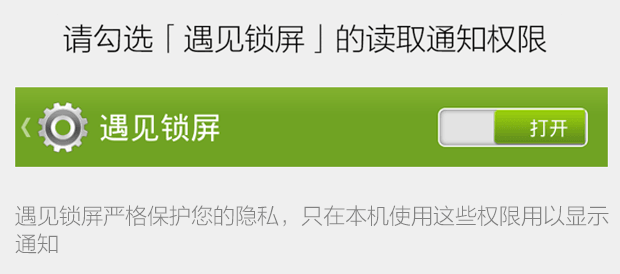 请勾选「遇见锁屏」的读取通知权限
遇见锁屏
打开
遇见锁屏严格保护您的隐私，只在本机使用这些权限用以显示
通知